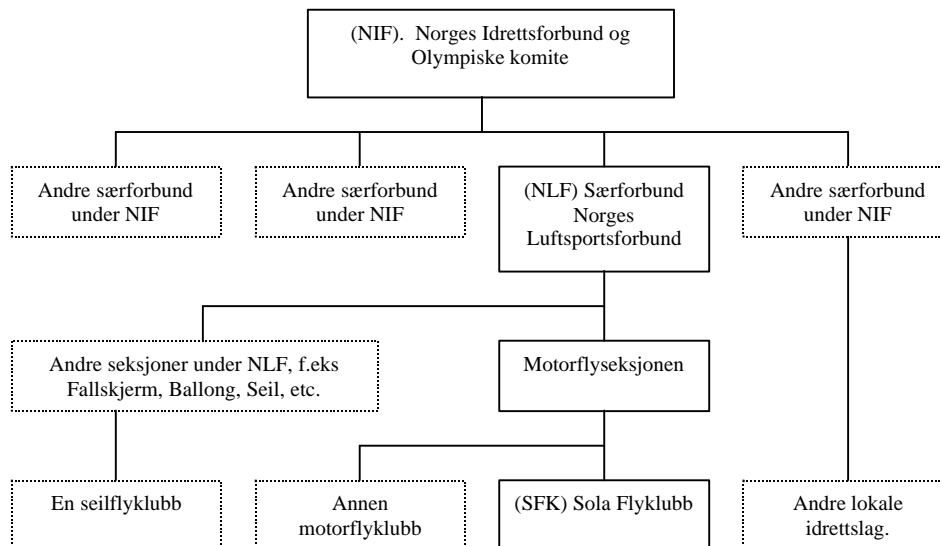 (NIF).  Norges Idrettsforbund og
Olympiske komite
Andre særforbund
under NIF
Andre særforbund
under NIF
(NLF) Særforbund
Norges
Luftsportsforbund
Andre særforbund
under NIF
Andre seksjoner under NLF, f.eks
Fallskjerm, Ballong, Seil, etc.
Motorflyseksjonen
En seilflyklubb
Annen
motorflyklubb
(SFK) Sola Flyklubb
Andre lokale
idrettslag.